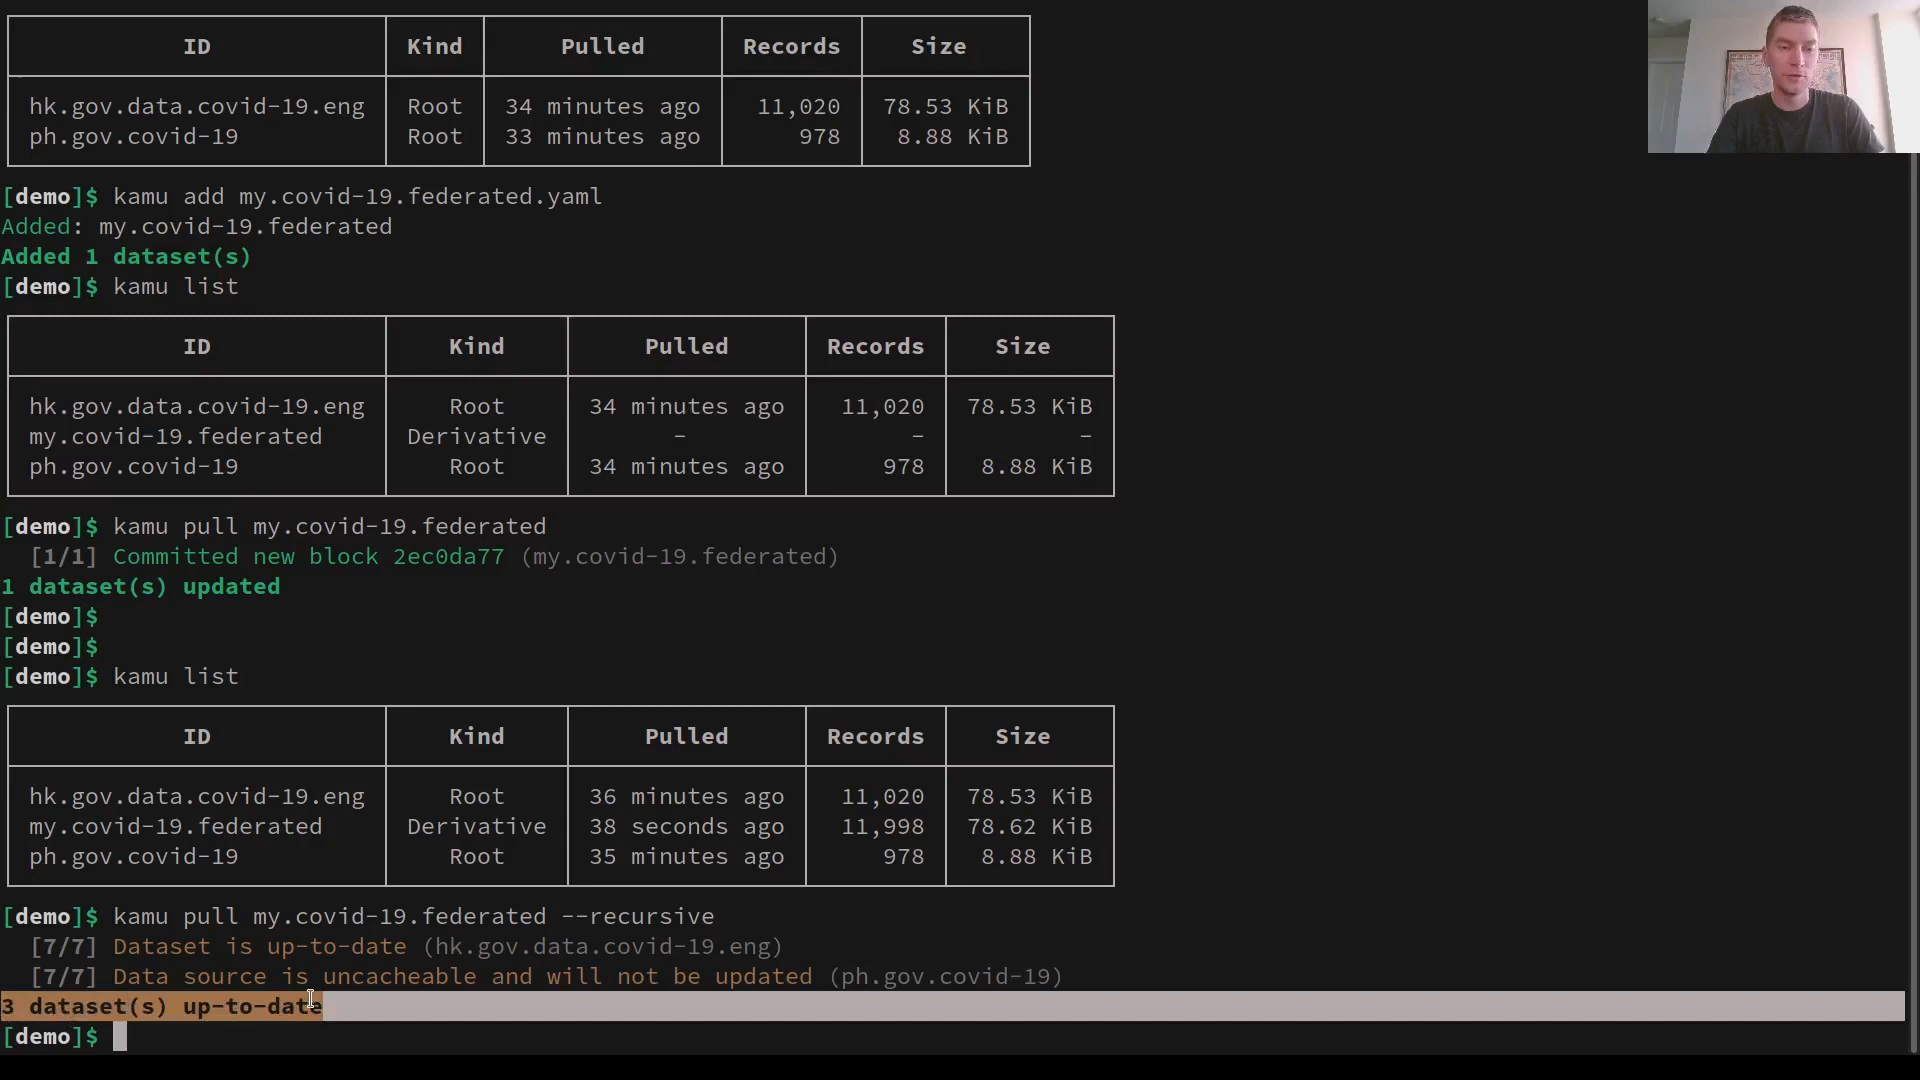 ID Kind Pulled Records Size
hk.gov.data.covid-19.eng Root 34 minutes ago 11,020 78.53 KiB
ph.gov.covid-19 Root 33 minutes ago 978 8.88 KiB
[demo]$ kamu add my.covid-19.federated.yaml
Added: my.covid-19.federated
Added 1 dataset(s)
[demo]$ kamu list
ID Kind Pulled Records Size
hk.gov.data.covid-19.eng Root 34 minutes ago 11,020 78.53 KiB
my.covid-19.federated Derivative - - -
ph.gov.covid-19 Root 34 minutes ago 978 8.88 KiB
[demo]$ kamu pull my.covid-19.federated
[1/1] Committed new block 2ec0da77 (my.covid-19.federated)
1 dataset(s) updated
[demo]$
[demo]$
[demo]$ kamu list
ID Kind Pulled Records Size
hk.gov.data.covid-19.eng Root 36 minutes ago 11,020 78.53 KiB
my.covid-19.federated Derivative 38 seconds ago 11,998 78.62 KiB
ph.gov.covid-19 Root 35 minutes ago 978 8.88 KiB
[demo]$ kamu pull my.covid-19.federated --recursive
[7/7] Dataset is up-to-date (hk.gov.data.covid-19.eng)
[7/7] Data source is uncacheable and will not be updated (ph.gov.covid-19)
3 dataset(s) up-to-date
[demo]$